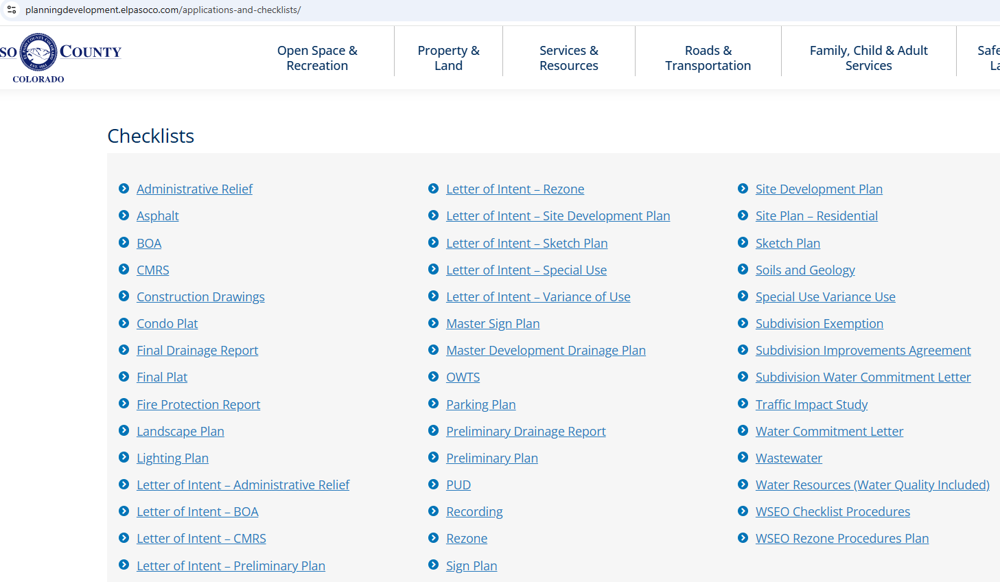 planningdevelopment.elpasoco.com/applications-and-checklists/
SO COUNTY
COLORADO
Open Space &
Recreation
Property &
Land
Services &
Resources
Roads &
Transportation
Family, Child & Adult
Services
Safe
La
Checklists
Administrative Relief
Asphalt
BOA
CMRS
Construction Drawings
Condo Plat
Final Drainage Report
Final Plat
Fire Protection Report
Landscape Plan
Lighting Plan
Letter of Intent – Administrative Relief
Letter of Intent – BOA
Letter of Intent – CMRS
Letter of Intent – Preliminary Plan
Letter of Intent – Rezone
Letter of Intent – Site Development Plan
Letter of Intent – Sketch Plan
Letter of Intent – Special Use
Letter of Intent – Variance of Use
Master Sign Plan
Master Development Drainage Plan
OWTS
Parking Plan
Preliminary Drainage Report
Preliminary Plan
PUD
Recording
Rezone
Sign Plan
Site Development Plan
Site Plan – Residential
Sketch Plan
Soils and Geology
Special Use Variance Use
Subdivision Exemption
Subdivision Improvements Agreement
Subdivision Water Commitment Letter
Traffic Impact Study
Water Commitment Letter
Wastewater
Water Resources (Water Quality Included)
WSEO Checklist Procedures
WSEO Rezone Procedures Plan